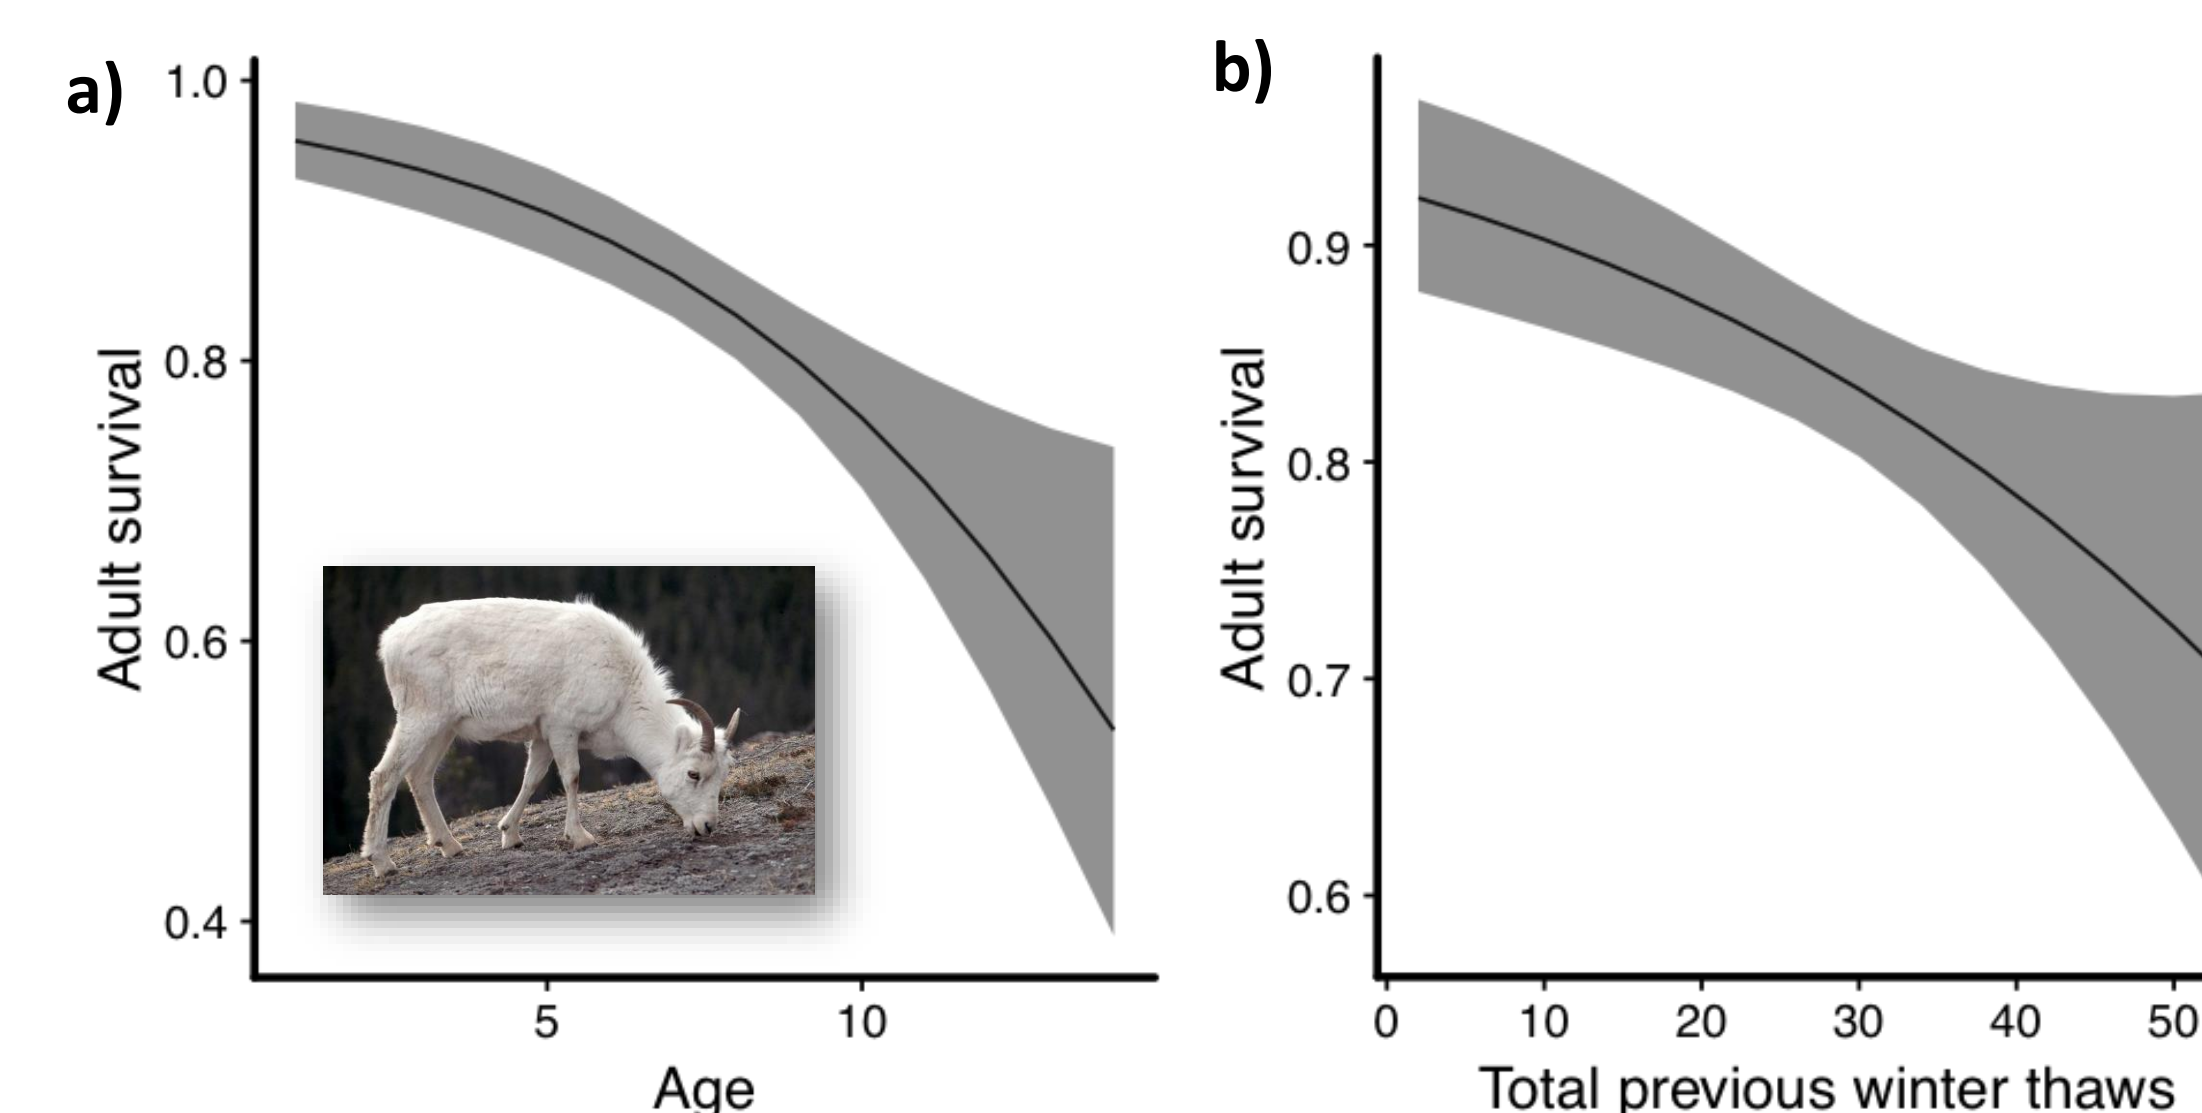 a)
1.0
0.8
0.6
0.4
Adult survival
5 10
Age
b)
0.9
0.8
0.7
0.6
Adult survival
0 10 20 30 40 50
Total previous winter thaws